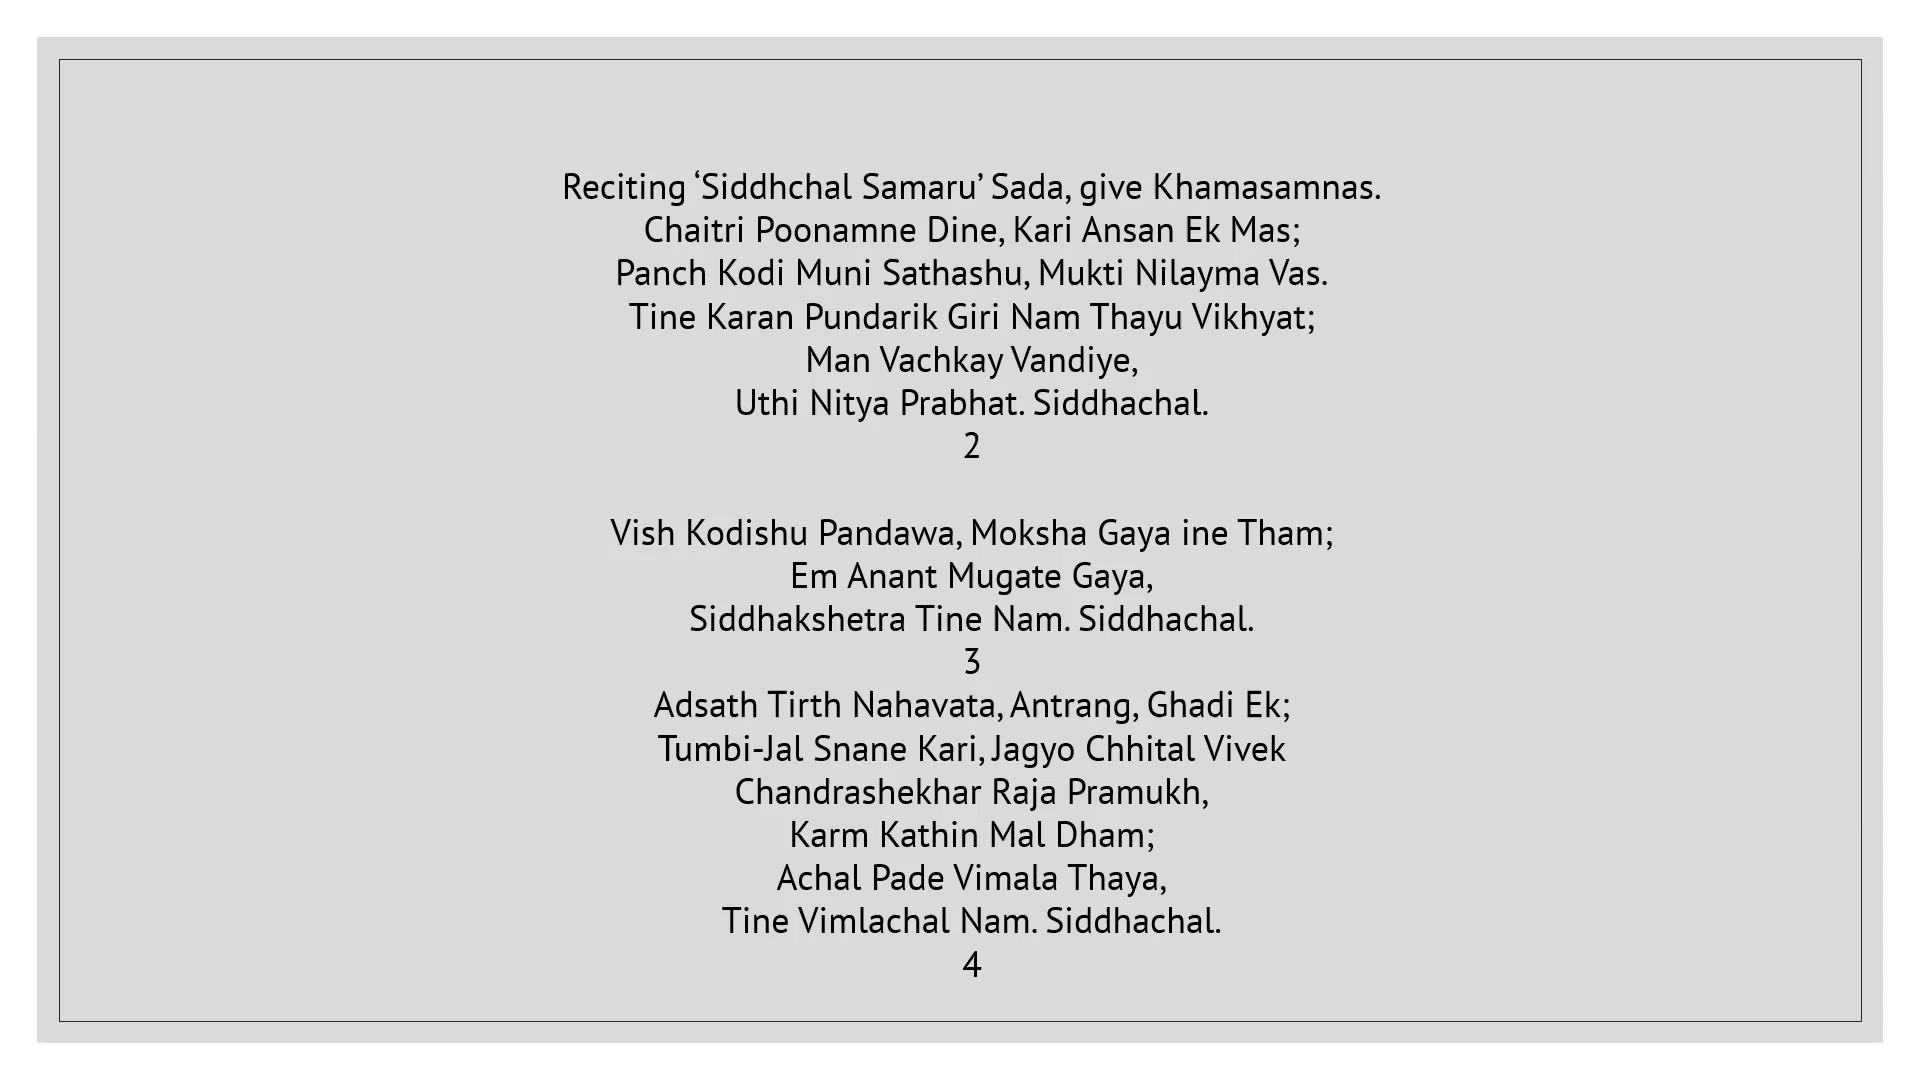 Reciting ‘Siddhchal Samaru’ Sada, give Khamasamnas.
Chaitri Poonamne Dine, Kari Ansan Ek Mas;
Panch Kodi Muni Sathashu, Mukti Nilayma Vas.
Tine Karan Pundarik Giri Nam Thayu Vikhyat;
Man Vachkay Vandiye,
Uthi Nitya Prabhat. Siddhachal.
2
Vish Kodishu Pandawa, Moksha Gaya ine Tham;
Em Anant Mugate Gaya,
Siddhakshetra Tine Nam. Siddhachal.
3
Adsath Tirth Nahavata, Antrang, Ghadi Ek;
Tumbi-Jal Snane Kari, Jagyo Chhital Vivek
Chandrashekhar Raja Pramukh,
Karm Kathin Mal Dham;
Achal Pade Vimala Thaya,
Tine Vimlachal Nam. Siddhachal.
4